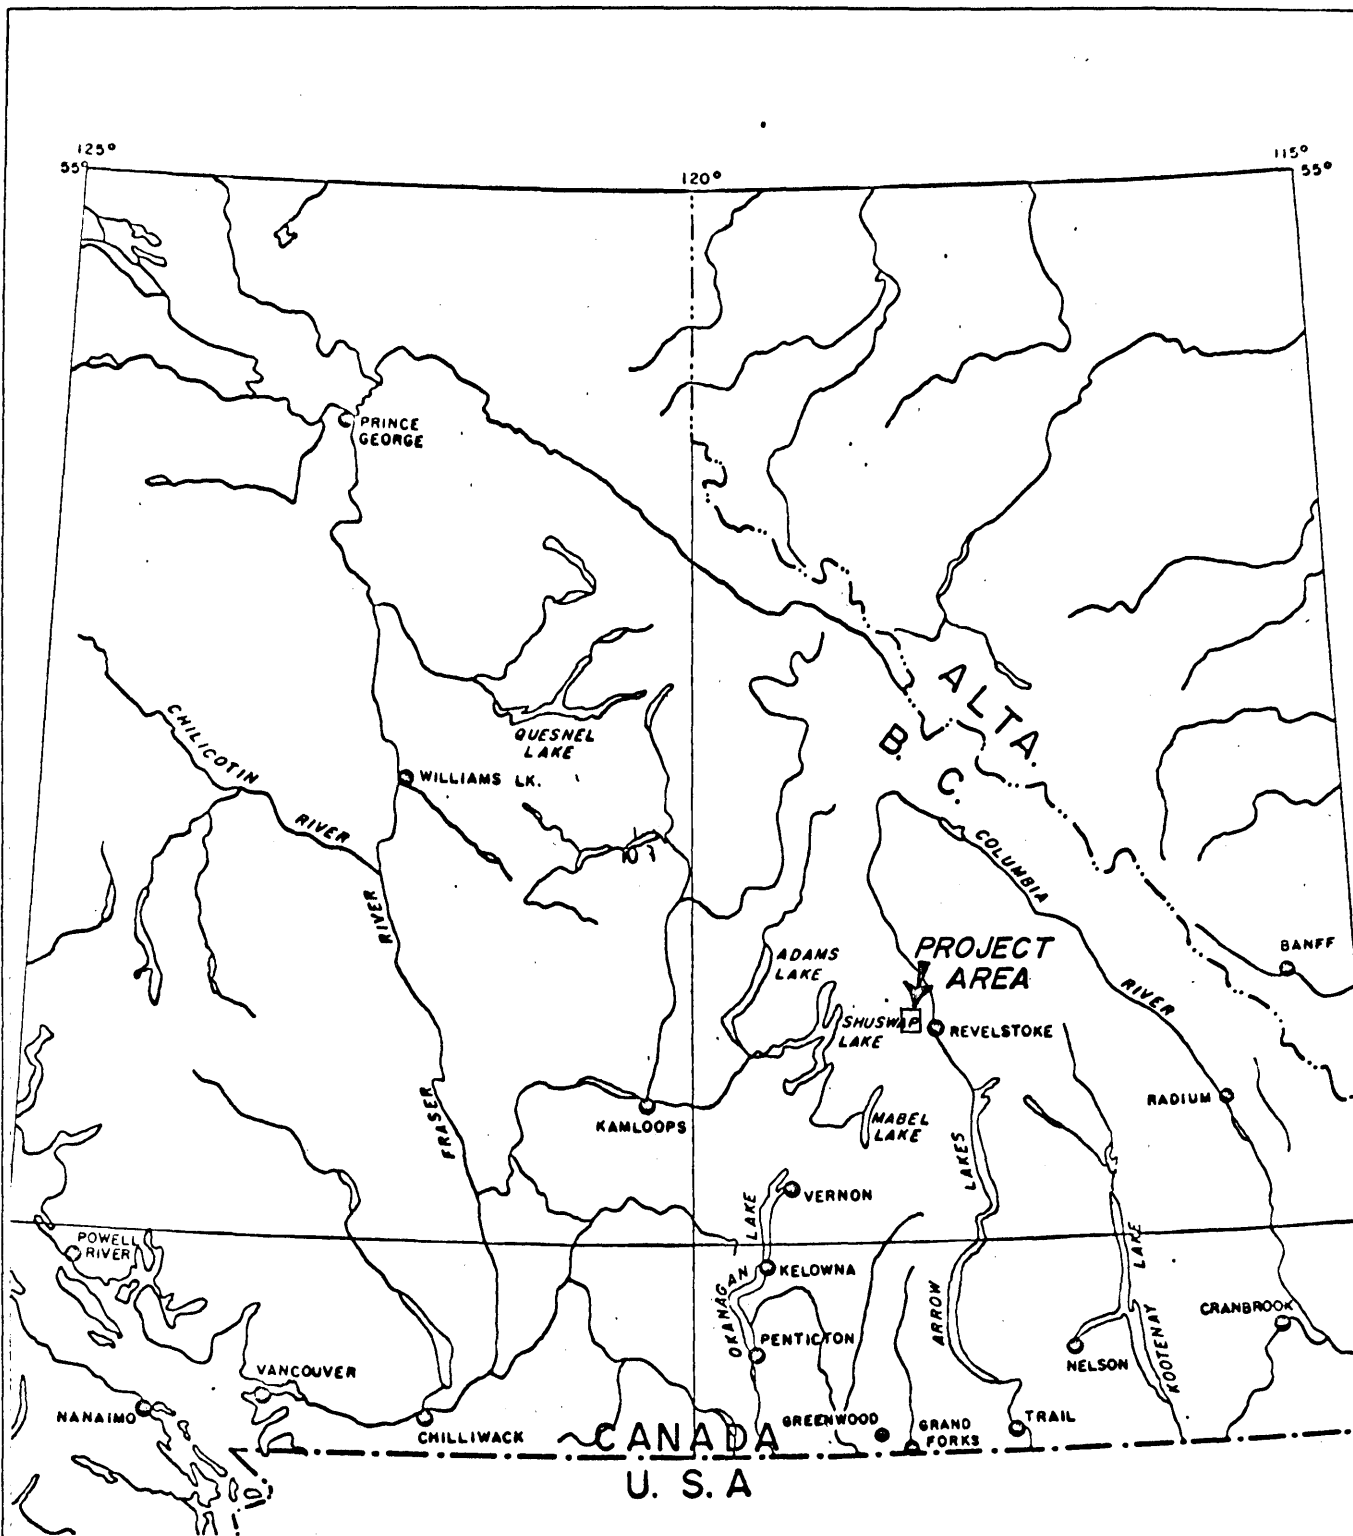 125°
115°
55°
120°
55°
PRINCE
GEORGE
ALTA.
B. C.
CHILICOTIN
RIVER
QUESNEL
LAKE
WILLIAMS LK.
COLUMBIA
RIVER
RIVER
FRASER
ADAMS
LAKE
PROJECT
AREA
BANFF
SHUSWAP
LAKE
REVELSTOKE
RADIUM
KAMLOOPS
MABEL
LAKE
LAKES
ARROW
VERNON
LAKE
OKANAGAN
POWELL
RIVER
KELOWNA
LAKE
KOOTENAY
CRANBROOK
PENTICTON
NELSON
VANCOUVER
NANAIMO
CHILLIWACK
GREENWOOD
GRAND
FORKS
TRAIL
CANADA
U. S. A